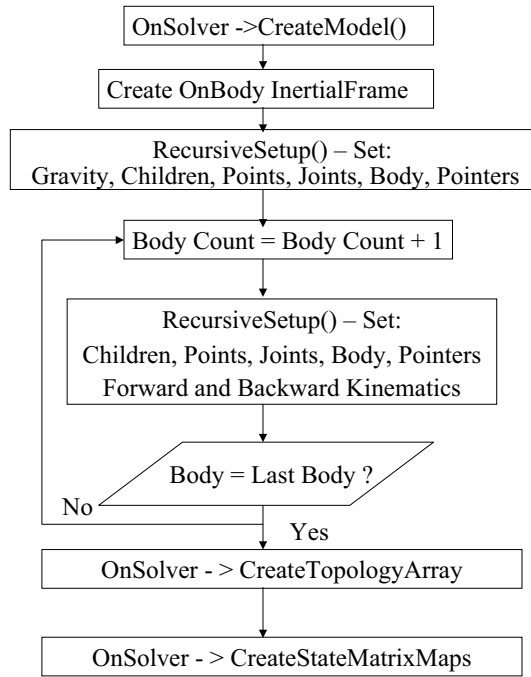 OnSolver ->CreateModel()
Create OnBody InertialFrame
RecursiveSetup() – Set:
Gravity, Children, Points, Joints, Body, Pointers
Body Count = Body Count + 1
RecursiveSetup() – Set:
Children, Points, Joints, Body, Pointers
Forward and Backward Kinematics
Body = Last Body ?
No
Yes
OnSolver - > CreateTopologyArray
OnSolver - > CreateStateMatrixMaps